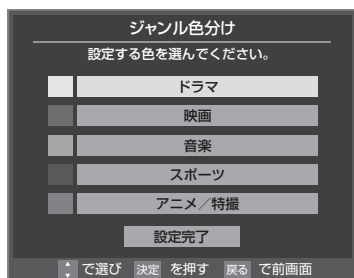 ジャンル色分け
設定する色を選んでください。
ドラマ
映画
音楽
スポーツ
アニメ／特撮
設定完了
で選び 決定 を押す 戻る で前画面